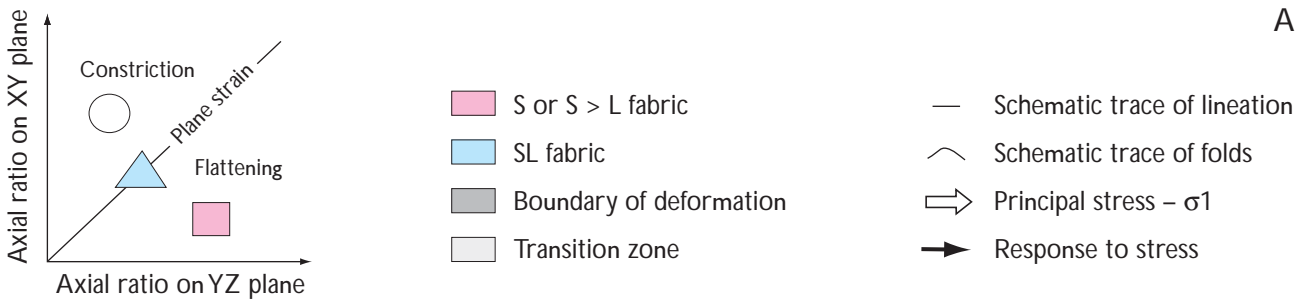 A
Axial ratio on XY plane
Constriction
Plane strain
Flattening
Axial ratio on YZ plane
S or S > L fabric
SL fabric
Boundary of deformation
Transition zone
Schematic trace of lineation
Schematic trace of folds
Principal stress – σ1
Response to stress